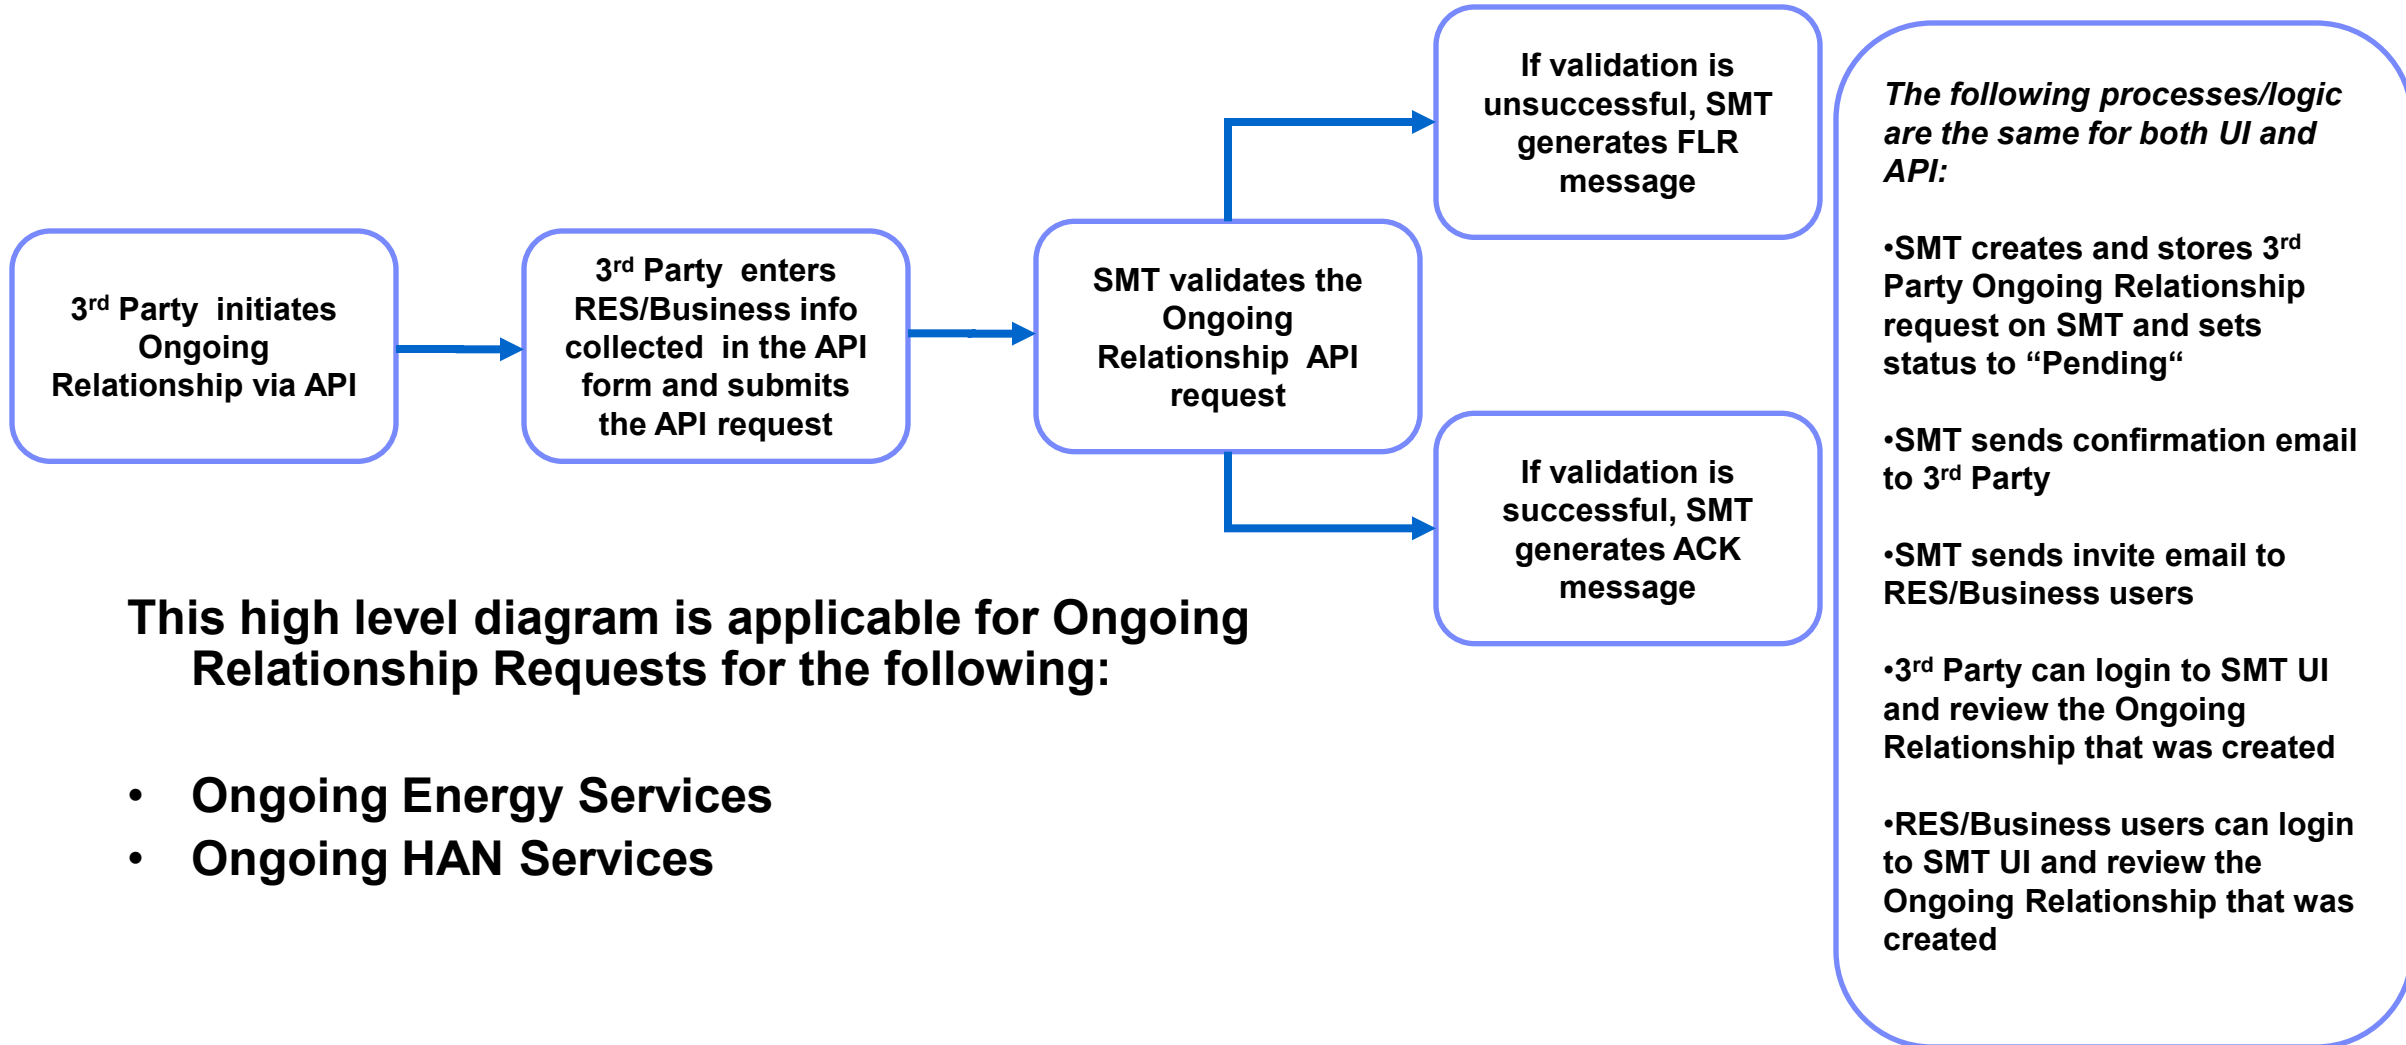 3rd Party initiates
Ongoing
Relationship via API
3rd Party enters
RES/Business info
collected in the API
form and submits
the API request
SMT validates the
Ongoing
Relationship API
request
If validation is
unsuccessful, SMT
generates FLR
message
If validation is
successful, SMT
generates ACK
message
The following processes/logic
are the same for both UI and
API:
•SMT creates and stores 3rd
Party Ongoing Relationship
request on SMT and sets
status to “Pending“
•SMT sends confirmation email
to 3rd Party
•SMT sends invite email to
RES/Business users
•3rd Party can login to SMT UI
and review the Ongoing
Relationship that was created
•RES/Business users can login
to SMT UI and review the
Ongoing Relationship that was
created
This high level diagram is applicable for Ongoing
Relationship Requests for the following:
• Ongoing Energy Services
• Ongoing HAN Services